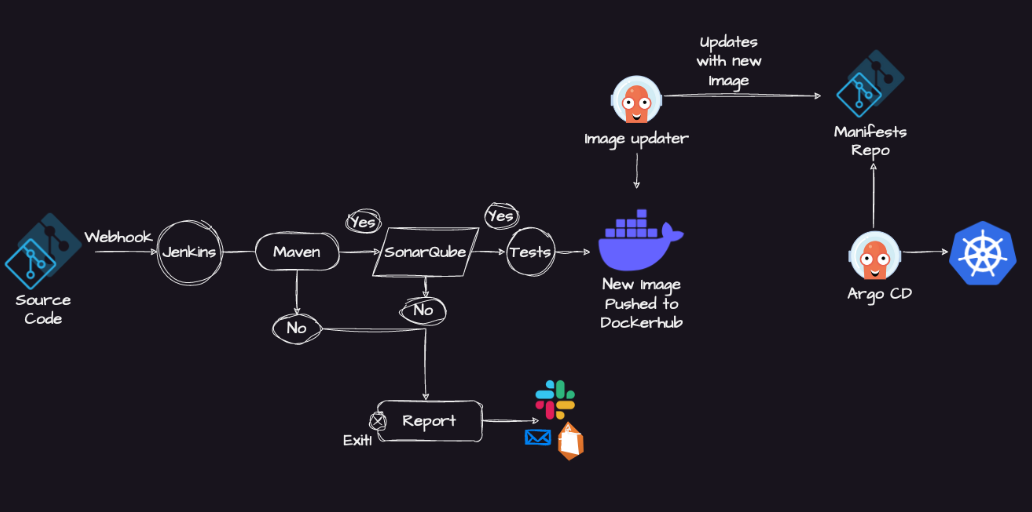 Updates
with new
Image
Image updater
Manifests
Repo
Yes
Yes
Webhook
Jenkins
Maven
SonarQube
Tests
Source
Code
New Image
Pushed to
Dockerhub
Argo CD
No
No
Report
Exit!